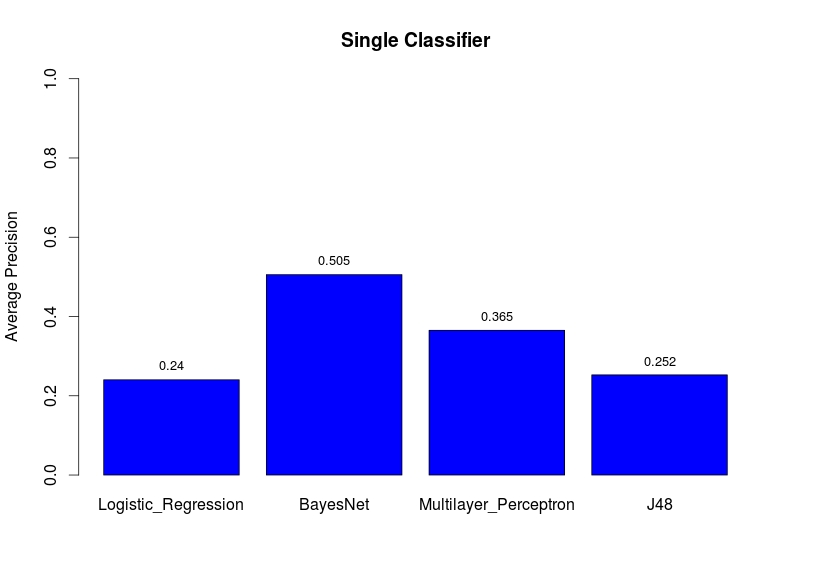 Single Classifier
Average Precision
1.0
0.8
0.6
0.4
0.2
0.0
0.24
0.505
0.365
0.252
Logistic_Regression
BayesNet
Multilayer_Perceptron
J48